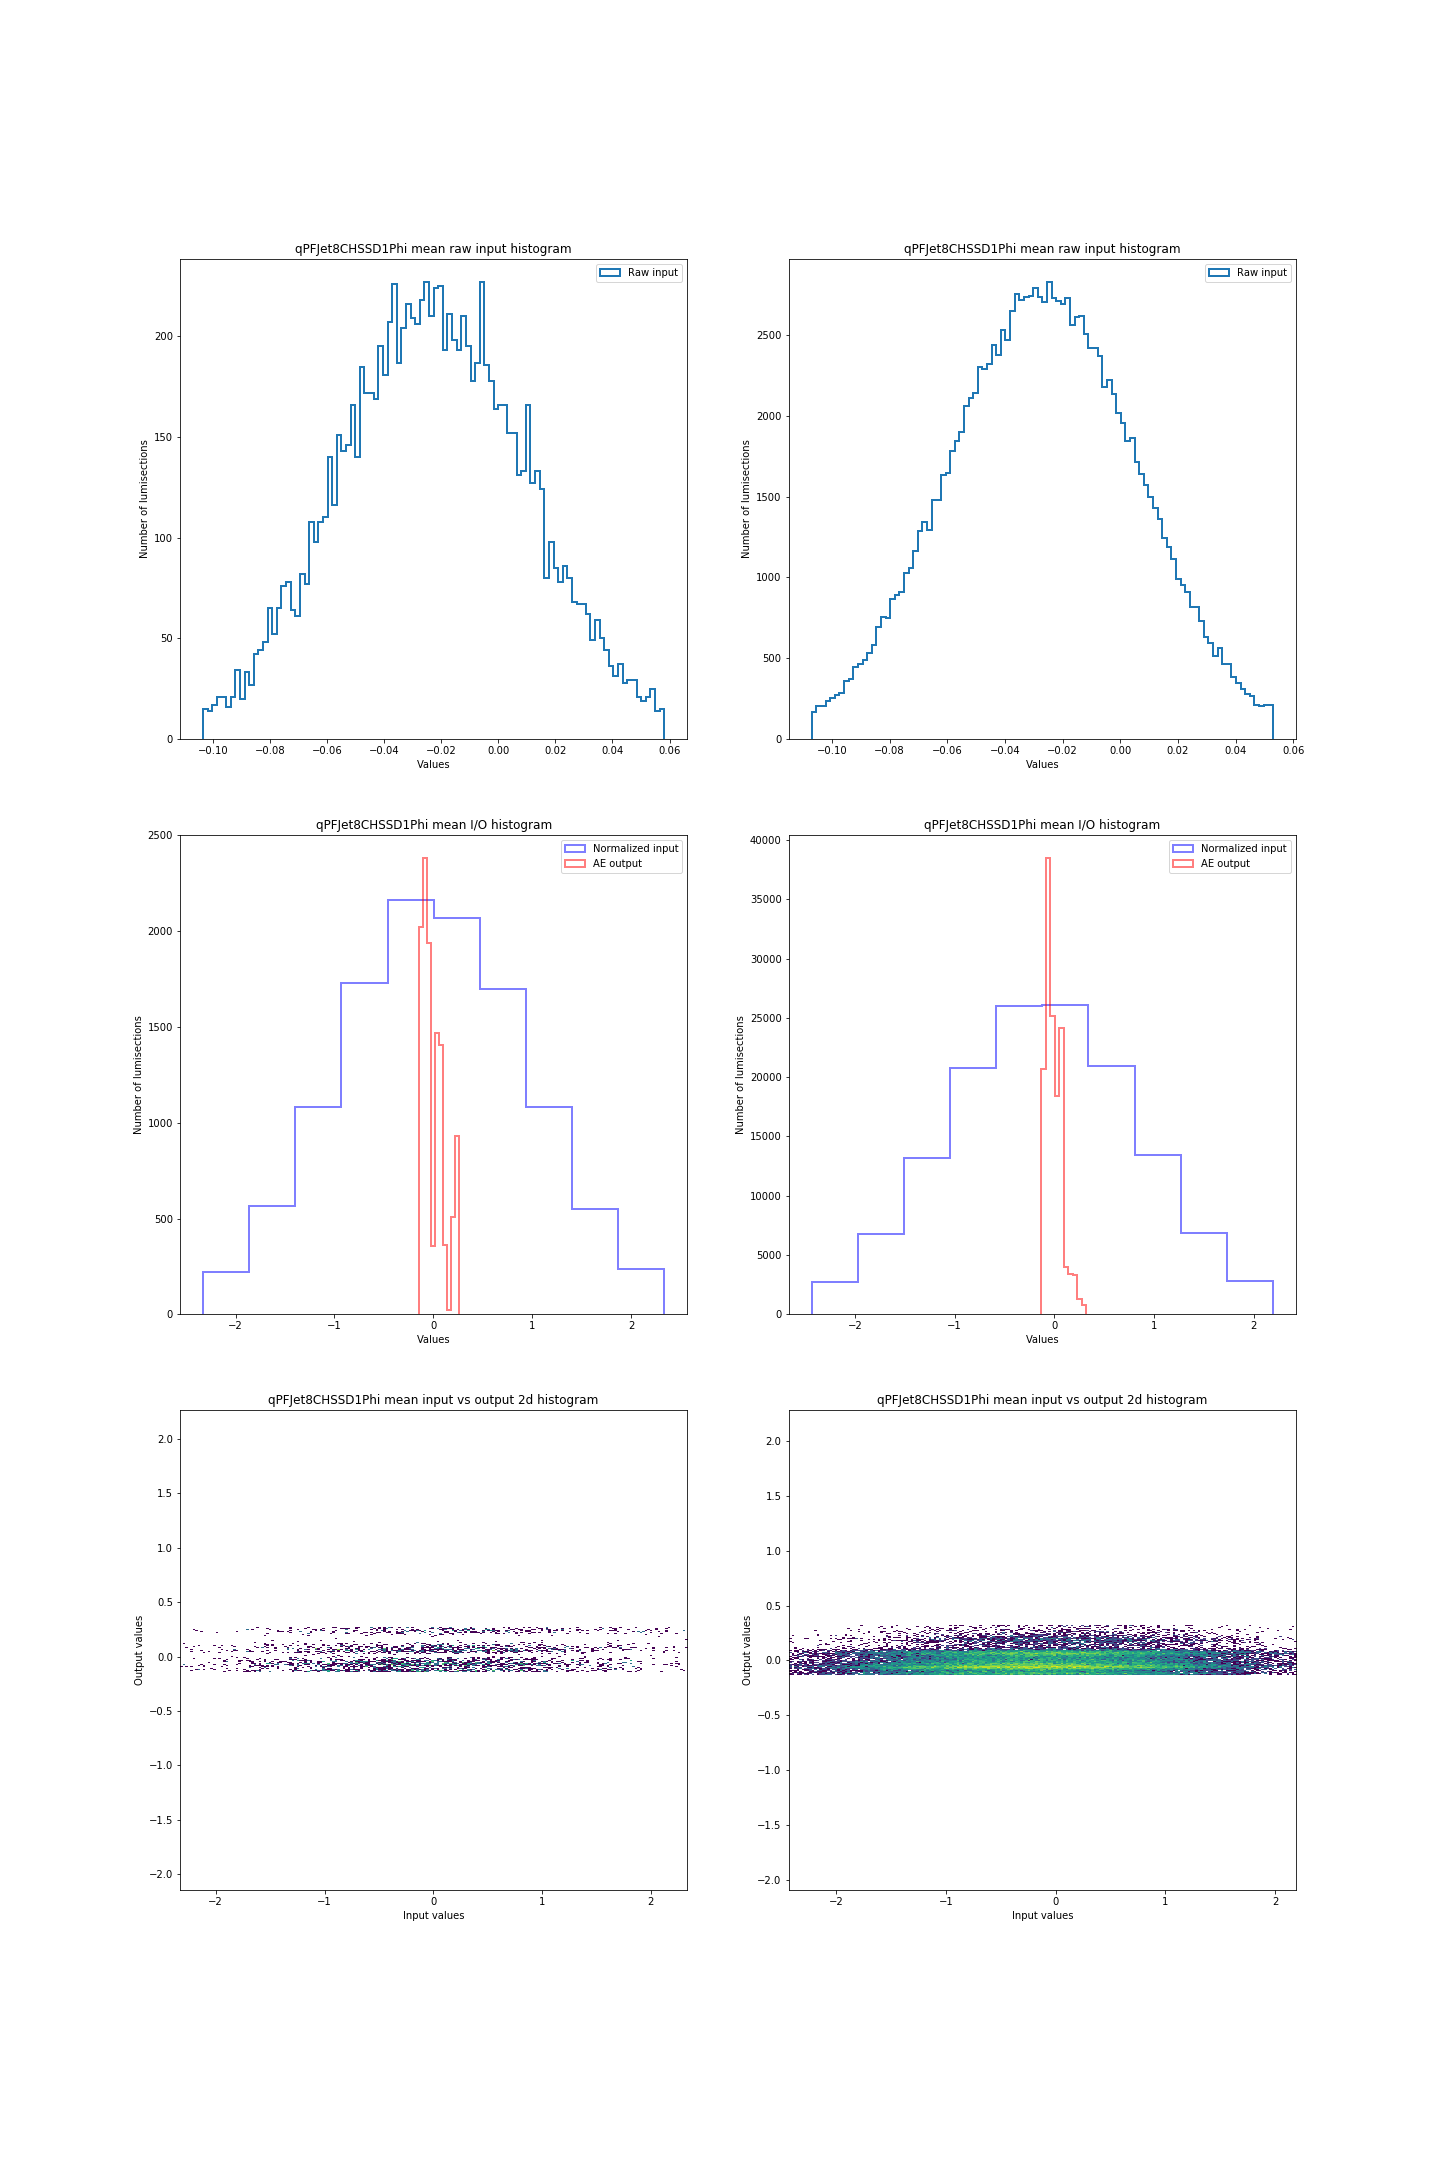 qPFJet8CHSSD1Phi mean raw input histogram
Raw input
Number of lumisections
200
150
100
50
0
−0.10 −0.08 −0.06 −0.04 −0.02 0.00 0.02 0.04 0.06
Values
qPFJet8CHSSD1Phi mean raw input histogram
Raw input
Number of lumisections
2500
2000
1500
1000
500
0
−0.10 −0.08 −0.06 −0.04 −0.02 0.00 0.02 0.04 0.06
Values
qPFJet8CHSSD1Phi mean I/O histogram
Normalized input
AE output
Number of lumisections
2500
2000
1500
1000
500
0
−2 −1 0 1 2
Values
qPFJet8CHSSD1Phi mean I/O histogram
Normalized input
AE output
Number of lumisections
40000
35000
30000
25000
20000
15000
10000
5000
0
−2 −1 0 1 2
Values
qPFJet8CHSSD1Phi mean input vs output 2d histogram
Output values
2.0
1.5
1.0
0.5
0.0
−0.5
−1.0
−1.5
−2.0
−2 −1 0 1 2
Input values
qPFJet8CHSSD1Phi mean input vs output 2d histogram
Output values
2.0
1.5
1.0
0.5
0.0
−0.5
−1.0
−1.5
−2.0
−2 −1 0 1 2
Input values